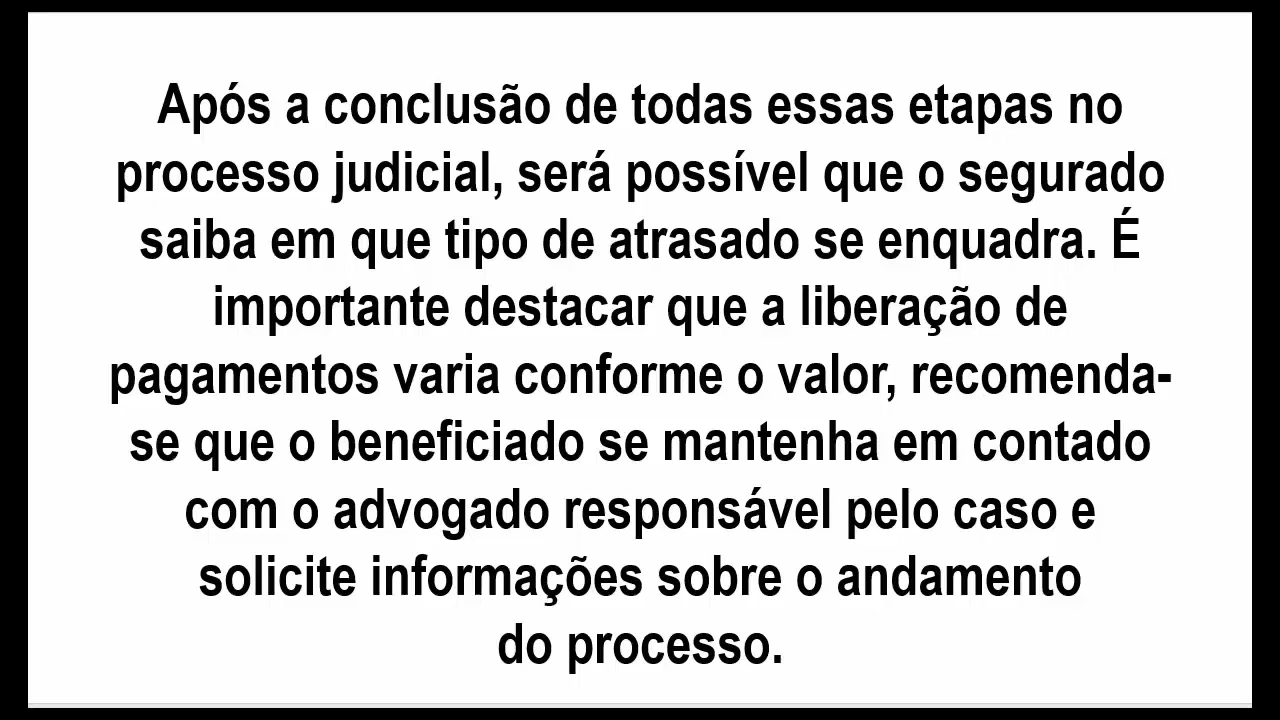 Após a conclusão de todas essas etapas no
processo judicial, será possível que o segurado
saiba em que tipo de atrasado se enquadra. É
importante destacar que a liberação de
pagamentos varia conforme o valor, recomenda-
se que o beneficiado se mantenha em contado
com o advogado responsável pelo caso e
solicite informações sobre o andamento
do processo.